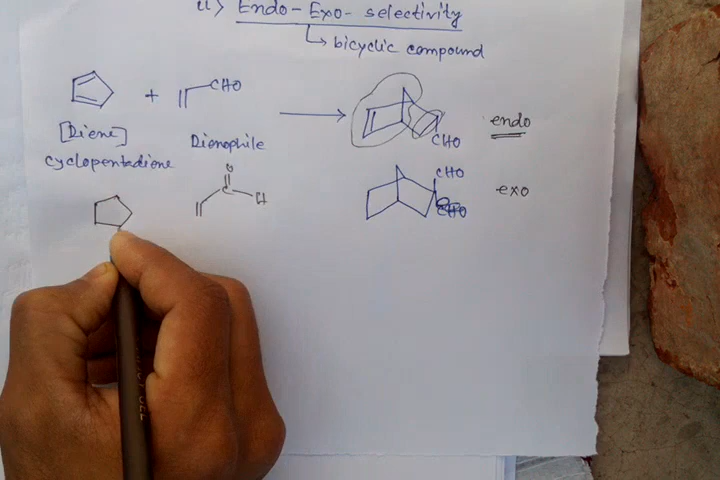 ii) Endo-Exo-selectivity
↳ bicyclic compound
+ CHO
CHO endo
[Diene] Dienophile
cyclopentadiene
O
C H
CHO
exo
CHO